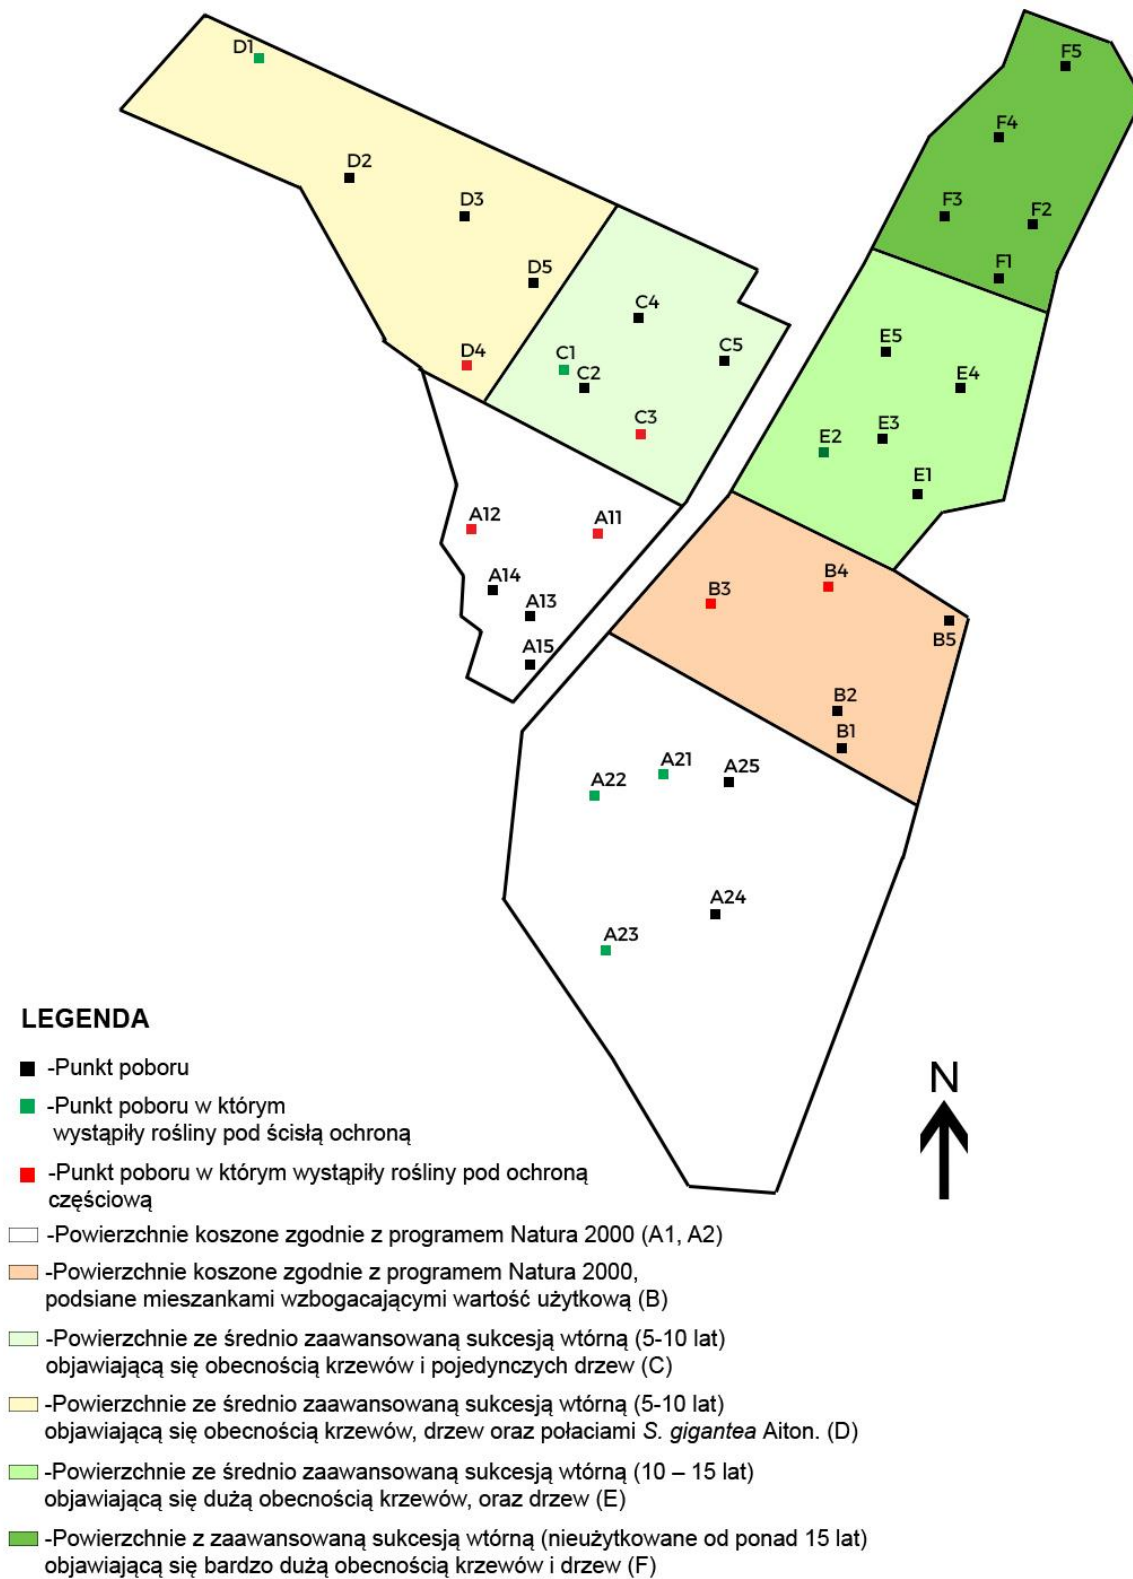 D1
F5
F4
D2
D3
F3
F2
D5
F1
C4
E5
C5
D4
C1
C2
E4
C3
E2
E3
E1
A12
A11
A14
B3
B4
A13
B5
A15
B2
B1
A21
A25
A22
A24
A23
LEGENDA
-Punkt poboru
-Punkt poboru w którym
wystąpiły rośliny pod ścisłą ochroną
-Punkt poboru w którym wystąpiły rośliny pod ochroną
częściową
N
-Powierzchnie koszone zgodnie z programem Natura 2000 (A1, A2)
-Powierzchnie koszone zgodnie z programem Natura 2000,
podsiane mieszankami wzbogacającymi wartość użytkową (B)
-Powierzchnie ze średnio zaawansowaną sukcesją wtórną (5-10 lat)
objawiającą się obecnością krzewów i pojedynczych drzew (C)
-Powierzchnie ze średnio zaawansowaną sukcesją wtórną (5-10 lat)
objawiającą się obecnością krzewów, drzew oraz połaciami S. gigantea Aiton. (D)
-Powierzchnie ze średnio zaawansowaną sukcesją wtórną (10 – 15 lat)
objawiającą się dużą obecnością krzewów, oraz drzew (E)
-Powierzchnie z zaawansowaną sukcesją wtórną (nieużytkowane od ponad 15 lat)
objawiającą się bardzo dużą obecnością krzewów i drzew (F)